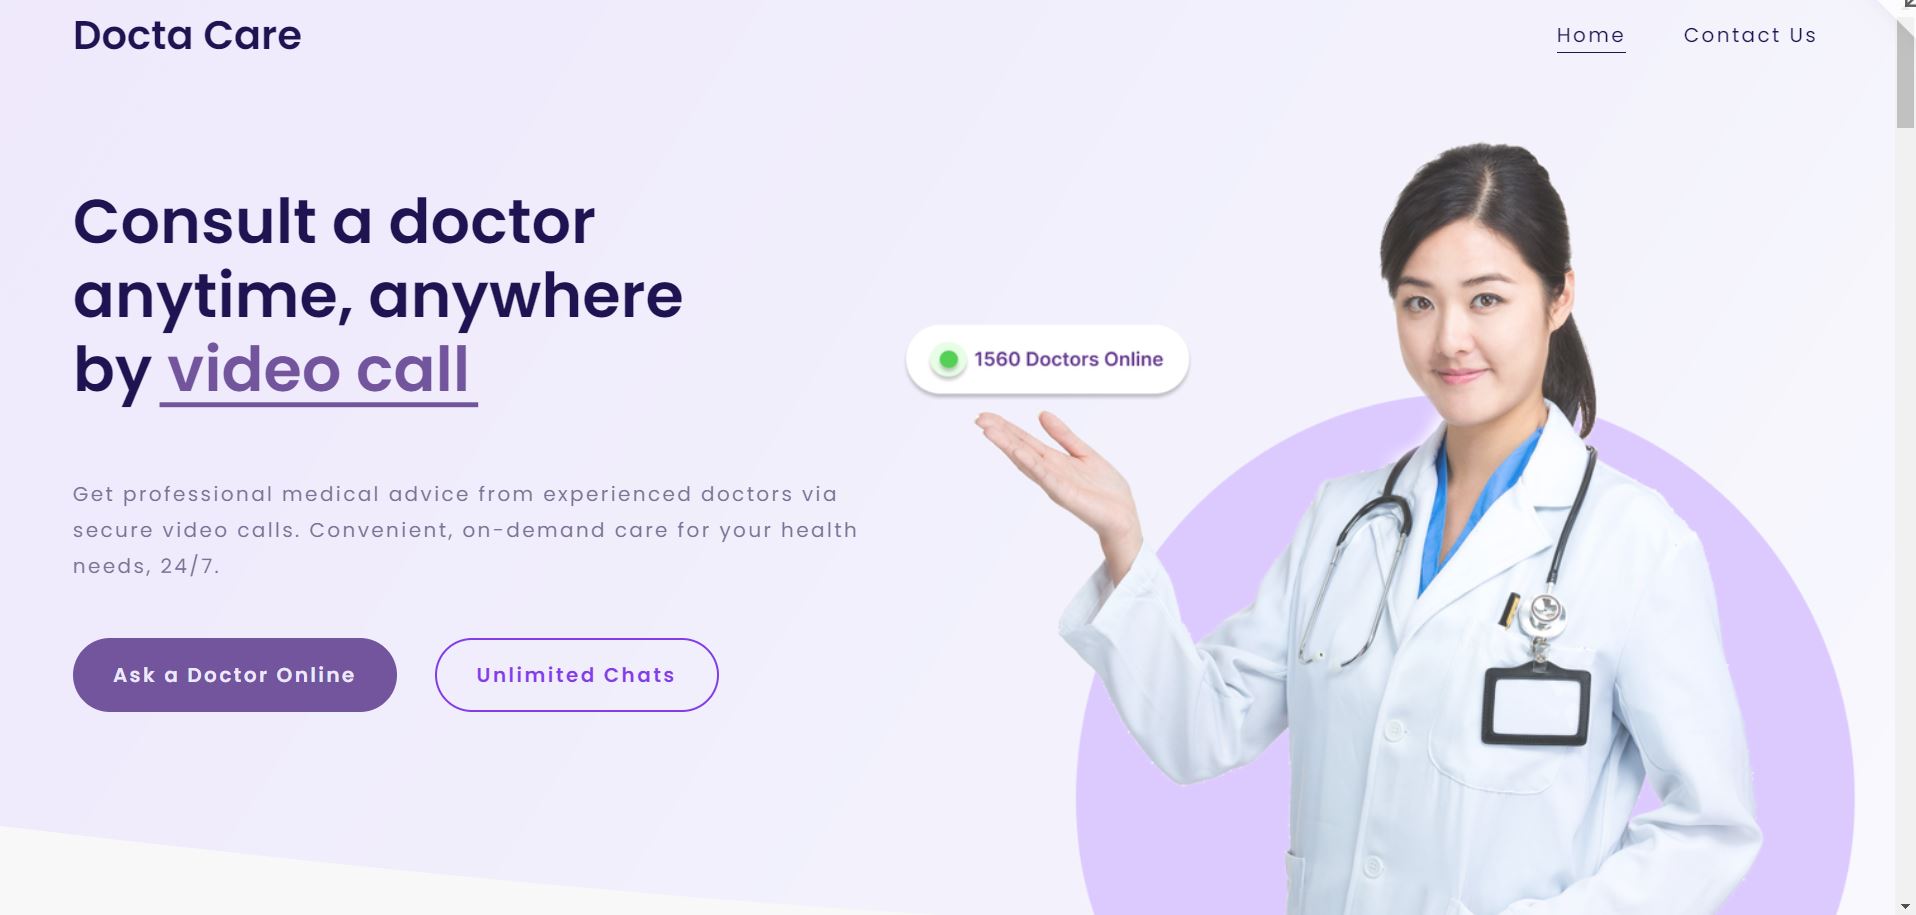 Docta Care
Home
Contact Us
Consult a doctor
anytime, anywhere
by video call
1560 Doctors Online
Get professional medical advice from experienced doctors via
secure video calls. Convenient, on-demand care for your health
needs, 24/7.
Ask a Doctor Online
Unlimited Chats